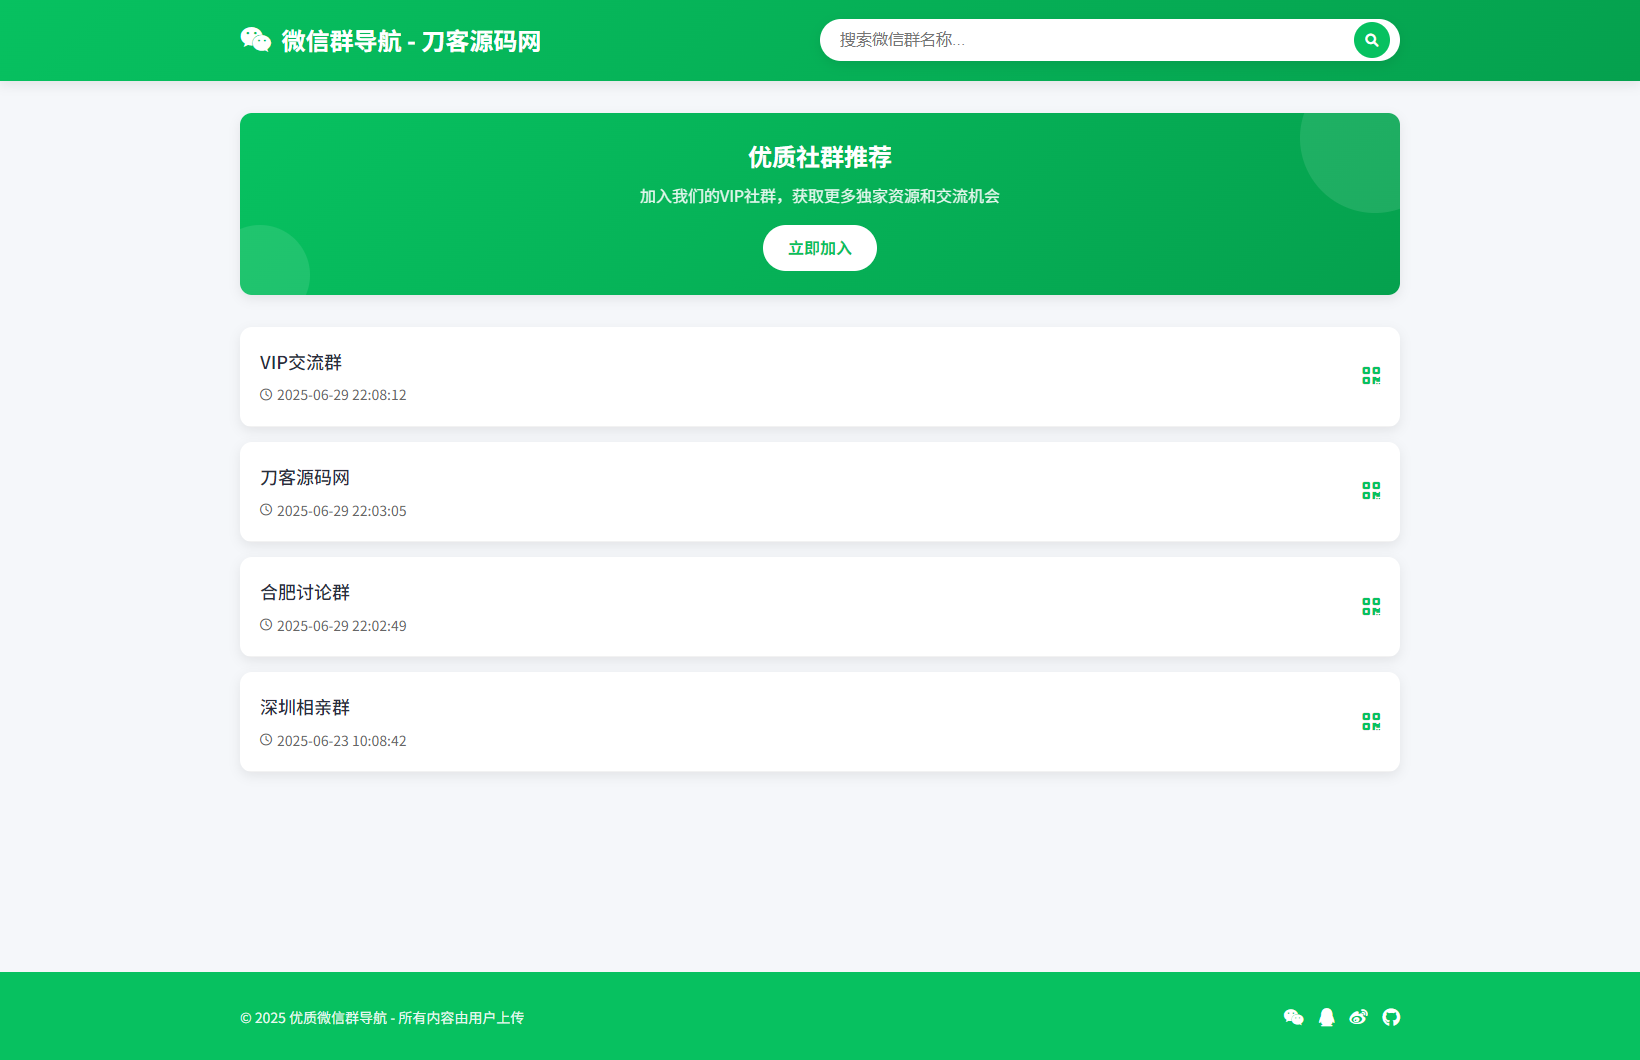 微信群导航 - 刀客源码网
搜索微信群名称...
优质社群推荐
加入我们的VIP社群，获取更多独家资源和交流机会
立即加入
VIP交流群
2025-06-29 22:08:12
刀客源码网
2025-06-29 22:03:05
合肥讨论群
2025-06-29 22:02:49
深圳相亲群
2025-06-23 10:08:42
© 2025 优质微信群导航 - 所有内容由用户上传